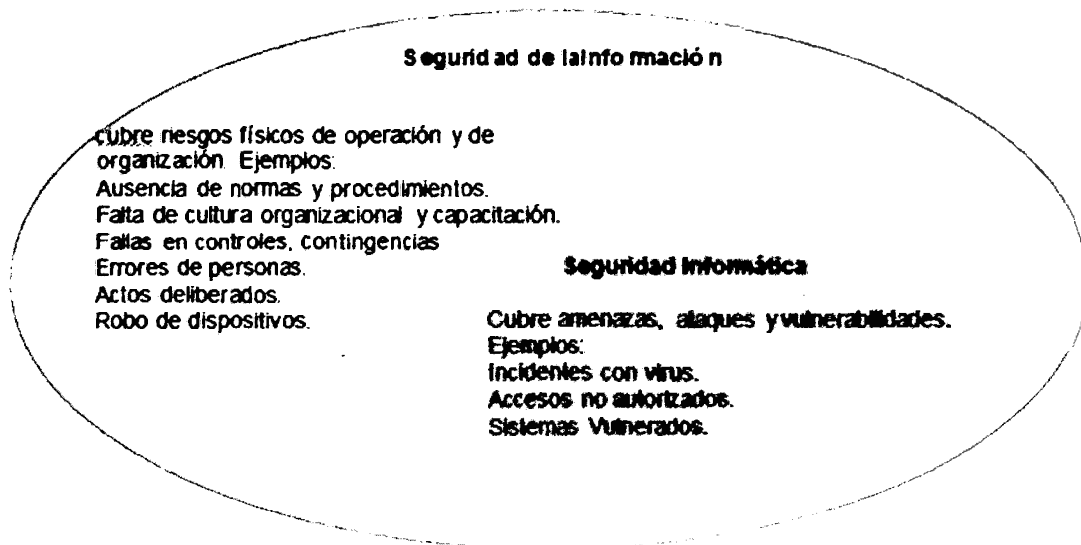 Seguridad de la Información
cubre riesgos físicos de operación y de
organización. Ejemplos:
Ausencia de normas y procedimientos.
Falta de cultura organizacional y capacitación.
Fallas en controles, contingencias
Errores de personas.
Actos deliberados.
Robo de dispositivos.
Seguridad Informática
Cubre amenazas, ataques y vulnerabilidades.
Ejemplos:
Incidentes con virus.
Accesos no autorizados.
Sistemas Vulnerados.